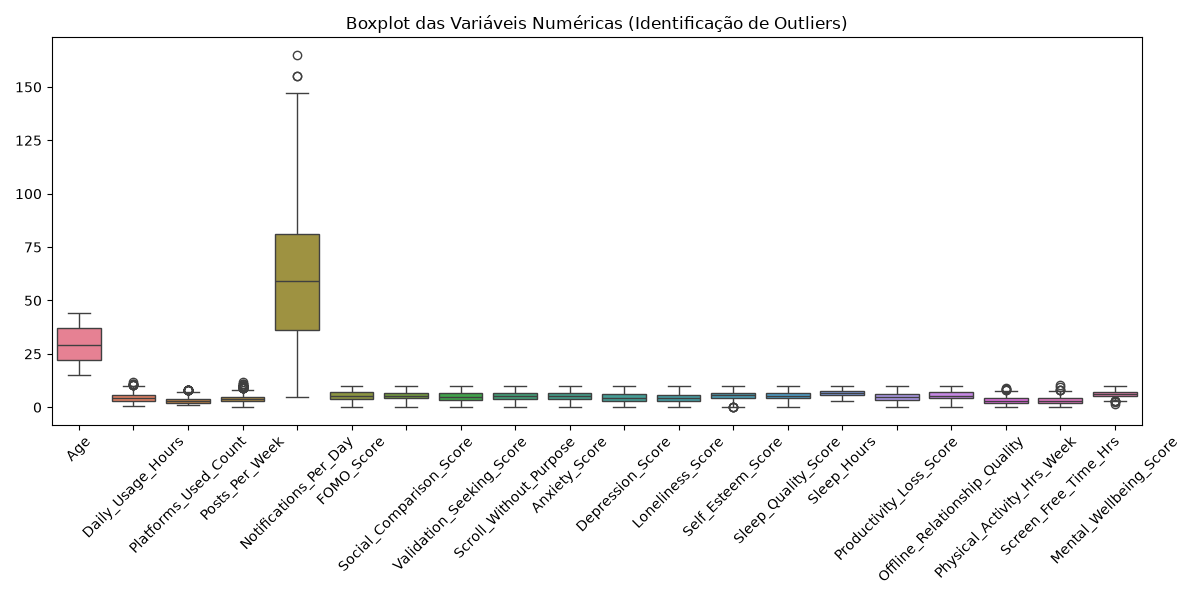 Boxplot das Variáveis Numéricas (Identificação de Outliers)
150
125
100
75
50
25
0
Age
Daily_Usage_Hours
Platforms_Used_Count
Posts_Per_Week
Notifications_Per_Day
FOMO_Score
Social_Comparison_Score
Validation_Seeking_Score
Scroll_Without_Purpose
Anxiety_Score
Depression_Score
Loneliness_Score
Self_Esteem_Score
Sleep_Quality_Score
Sleep_Hours
Productivity_Loss_Score
Offline_Relationship_Quality
Physical_Activity_Hrs_Week
Screen_Free_Time_Hrs
Mental_Wellbeing_Score